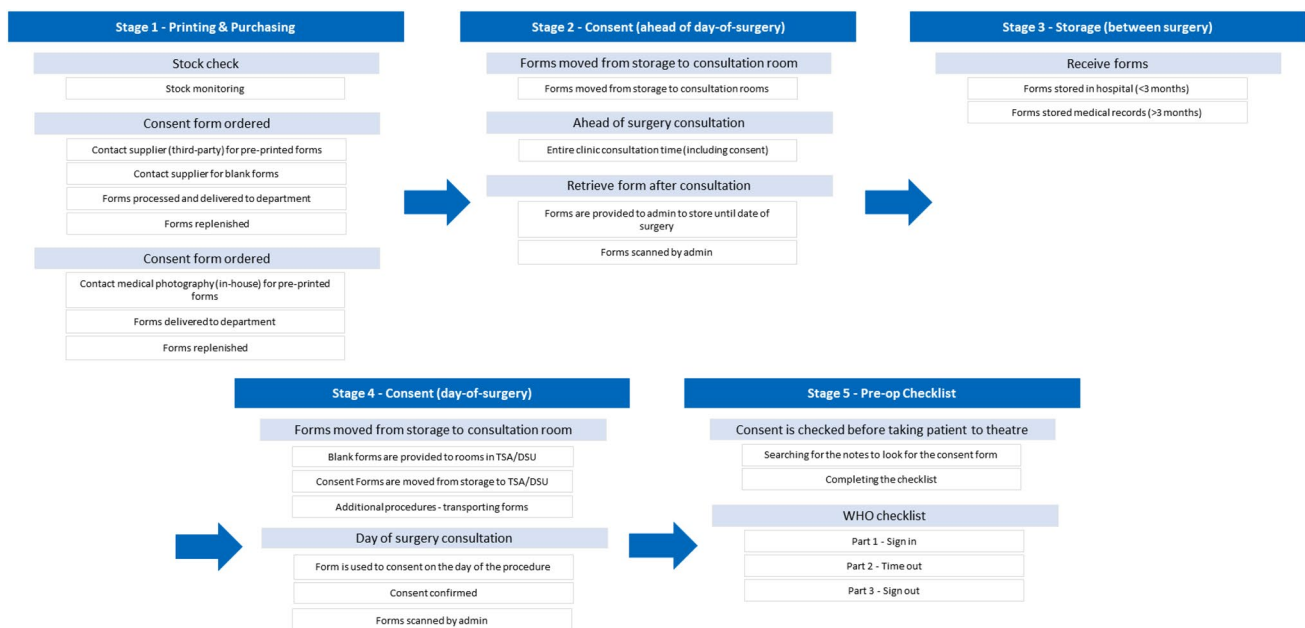 Stage 1 - Printing & Purchasing
Stock check
Stock monitoring
Consent form ordered
Contact supplier (third-party) for pre-printed forms
Contact supplier for blank forms
Forms processed and delivered to department
Forms replenished
Consent form ordered
Contact medical photography (in-house) for pre-printed
forms
Forms delivered to department
Forms replenished
Stage 2 - Consent (ahead of day-of-surgery)
Forms moved from storage to consultation room
Forms moved from storage to consultation rooms
Ahead of surgery consultation
Entire clinic consultation time (including consent)
Retrieve form after consultation
Forms are provided to admin to store until date of
surgery
Forms scanned by admin
Stage 3 - Storage (between surgery)
Receive forms
Forms stored in hospital (<3 months)
Forms stored medical records (>3 months)
Stage 4 - Consent (day-of-surgery)
Forms moved from storage to consultation room
Blank forms are provided to rooms in TSA/DSU
Consent Forms are moved from storage to TSA/DSU
Additional procedures - transporting forms
Day of surgery consultation
Form is used to consent on the day of the procedure
Consent confirmed
Forms scanned by admin
Stage 5 - Pre-op Checklist
Consent is checked before taking patient to theatre
Searching for the notes to look for the consent form
Completing the checklist
WHO checklist
Part 1 - Sign in
Part 2 - Time out
Part 3 - Sign out